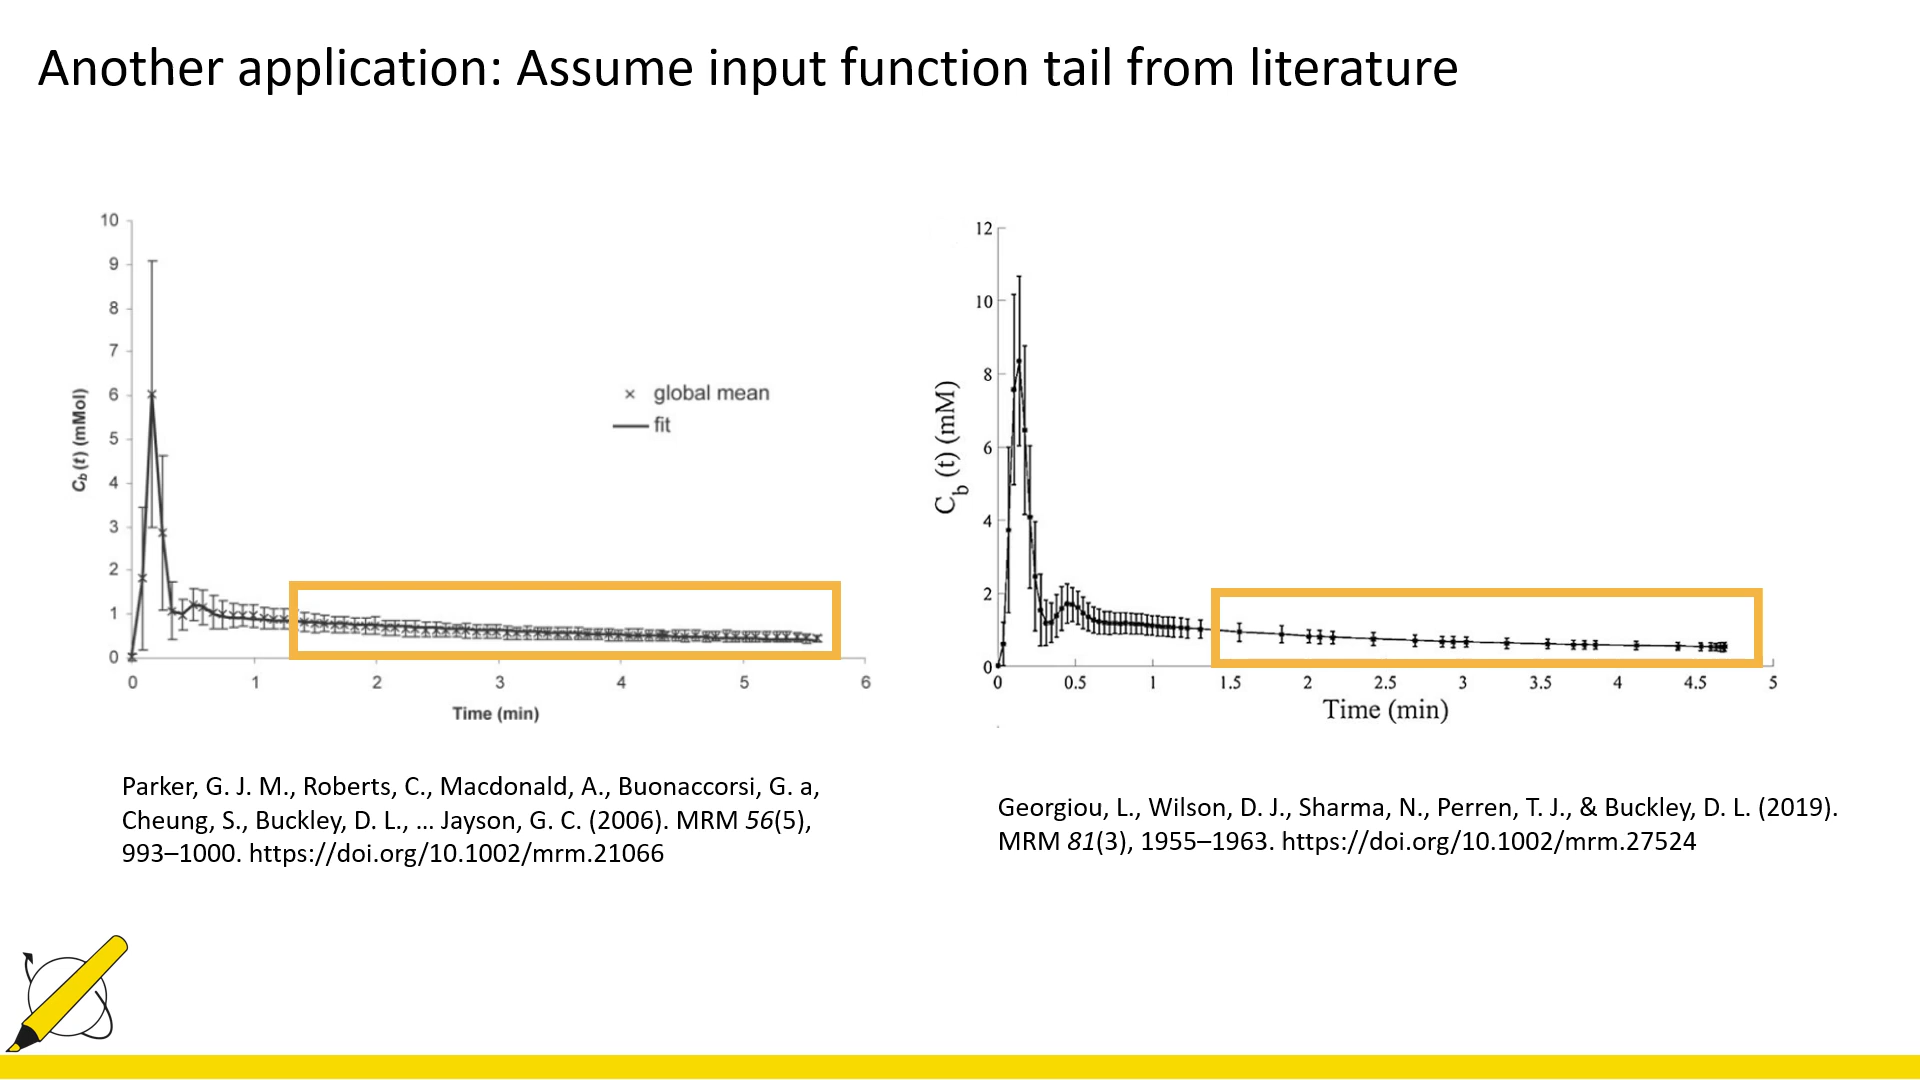 Another application: Assume input function tail from literature
10
9
8
7
6
5
4
3
2
1
0
Cb (t) (mMol)
× global mean
fit
0 1 2 3 4 5 6
Time (min)
12
10
8
6
4
2
0
Cb (t) (mM)
0 0.5 1 1.5 2 2.5 3 3.5 4 4.5 5
Time (min)
Parker, G. J. M., Roberts, C., Macdonald, A., Buonaccorsi, G. a,
Cheung, S., Buckley, D. L., … Jayson, G. C. (2006). MRM 56(5),
993–1000. https://doi.org/10.1002/mrm.21066
Georgiou, L., Wilson, D. J., Sharma, N., Perren, T. J., & Buckley, D. L. (2019).
MRM 81(3), 1955–1963. https://doi.org/10.1002/mrm.27524